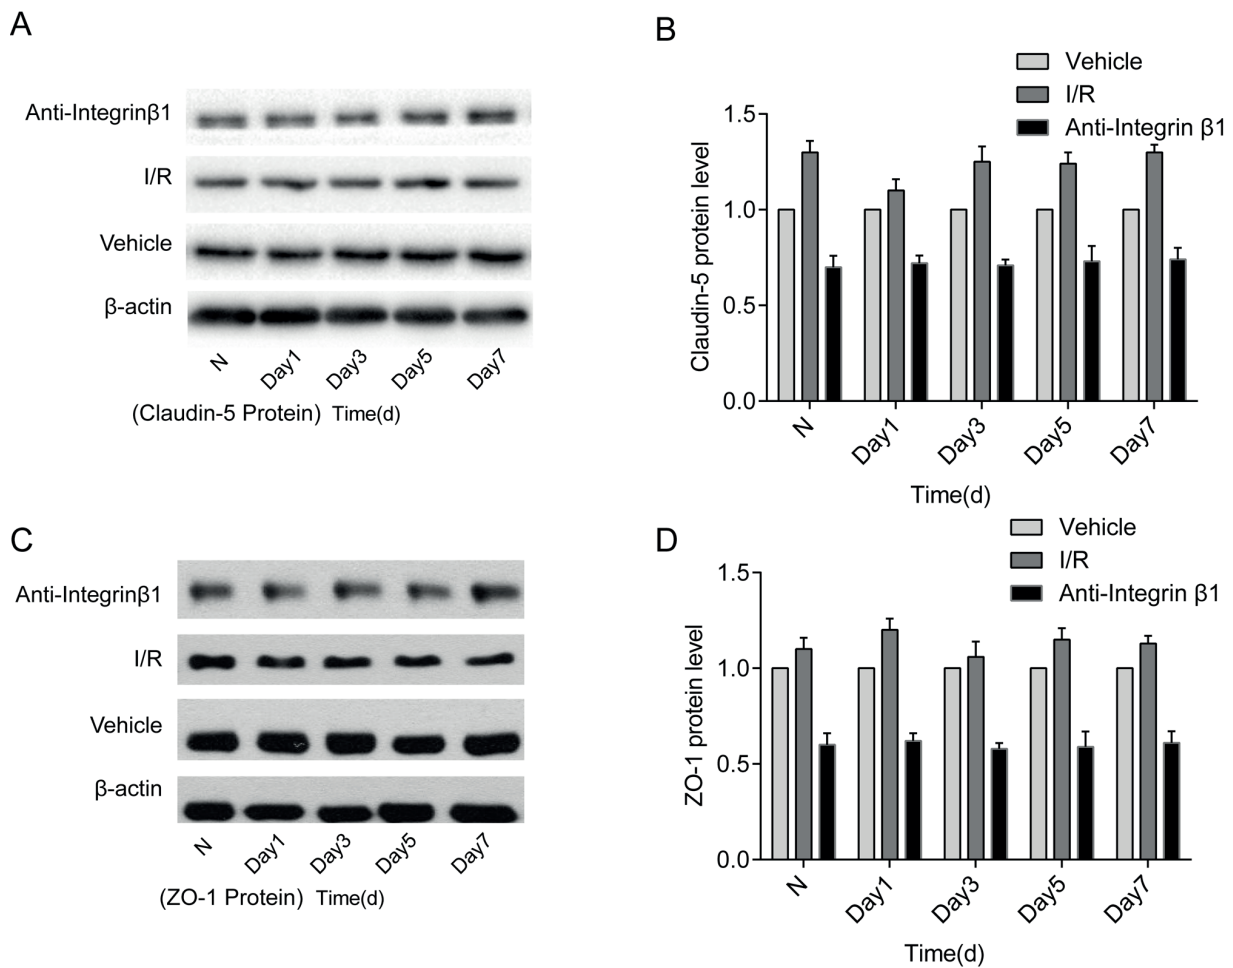 A
Anti-Integrinβ1
I/R
Vehicle
β-actin
N Day1 Day3 Day5 Day7
(Claudin-5 Protein) Time(d)
B
Vehicle
I/R
Anti-Integrin β1
Claudin-5 protein level
1.5
1.0
0.5
0.0
N Day1 Day3 Day5 Day7
Time(d)
C
Anti-Integrinβ1
I/R
Vehicle
β-actin
N Day1 Day3 Day5 Day7
(ZO-1 Protein) Time(d)
D
Vehicle
I/R
Anti-Integrin β1
ZO-1 protein level
1.5
1.0
0.5
0.0
N Day1 Day3 Day5 Day7
Time(d)